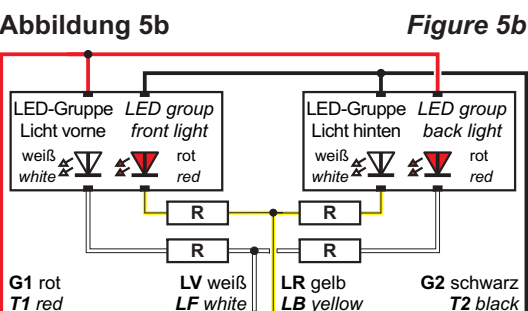 Abbildung 5b
Figure 5b
LED-Gruppe LED group
Licht vorne front light
weiß rot
white red
LED-Gruppe LED group
Licht hinten back light
weiß rot
white red
R R
R R
G1 rot LV weiß LR gelb G2 schwarz
T1 red LF white LB yellow T2 black